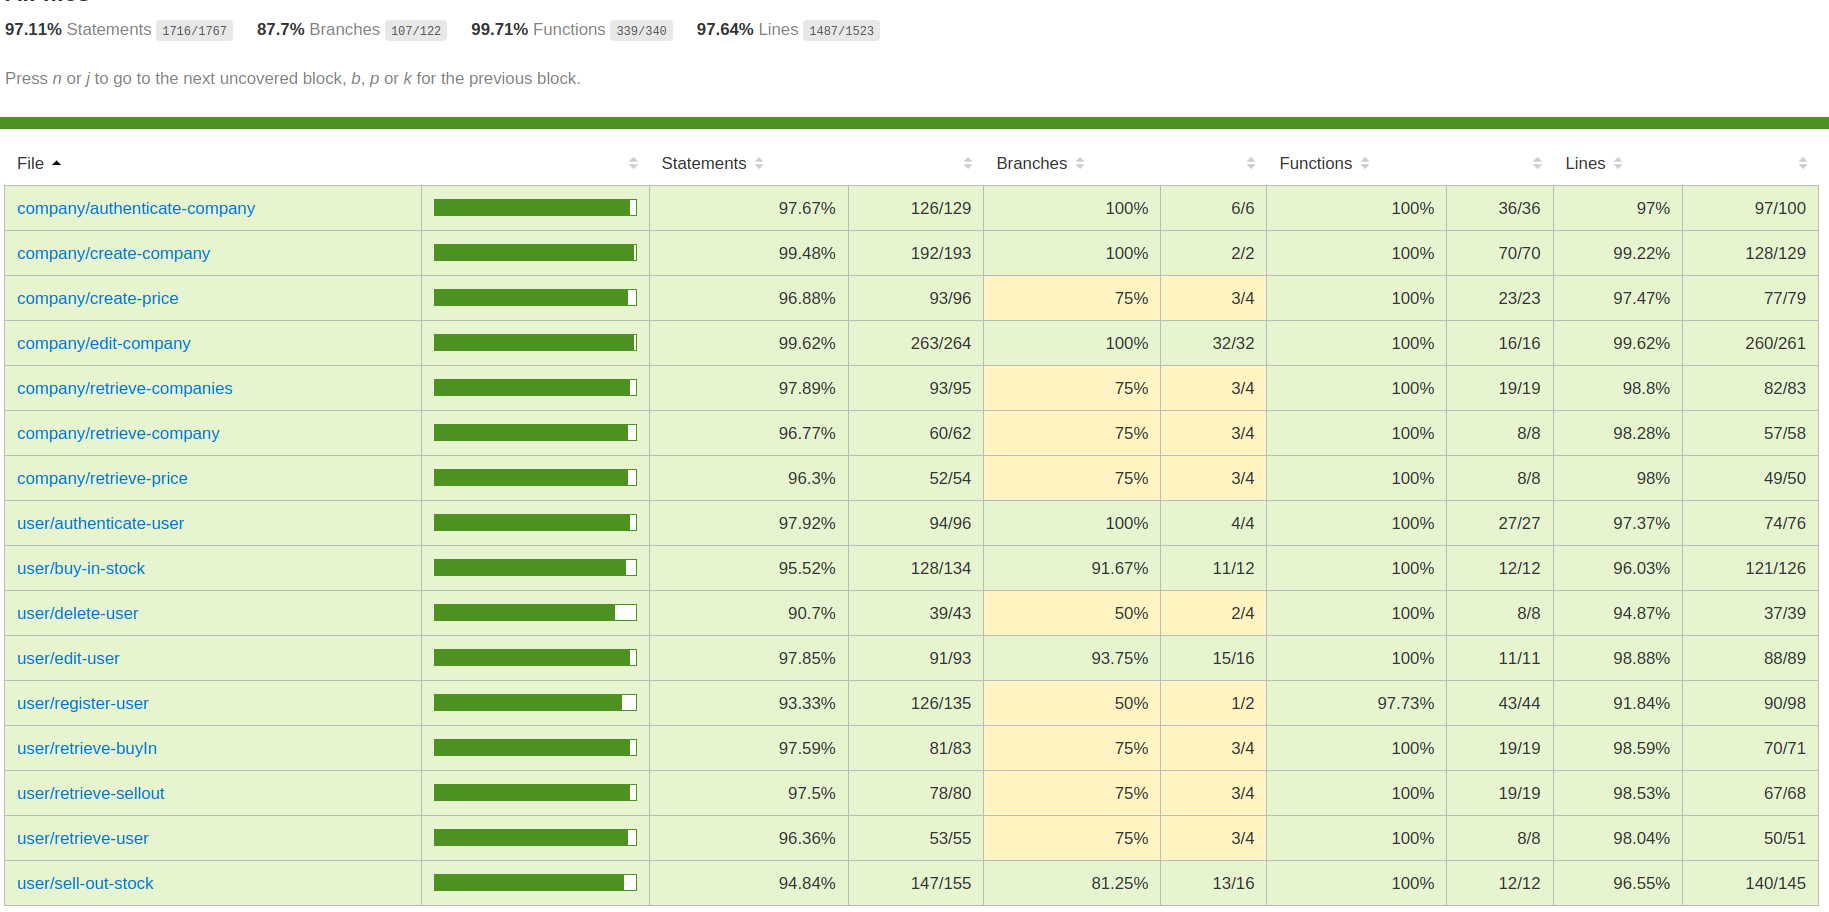 97.11% Statements 1716/1767 87.7% Branches 107/122 99.71% Functions 339/340 97.64% Lines 1487/1523
Press n or j to go to the next uncovered block, b, p or k for the previous block.
File Statements Branches Functions Lines
company/authenticate-company 97.67% 126/129 100% 6/6 100% 36/36 97% 97/100
company/create-company 99.48% 192/193 100% 2/2 100% 70/70 99.22% 128/129
company/create-price 96.88% 93/96 75% 3/4 100% 23/23 97.47% 77/79
company/edit-company 99.62% 263/264 100% 32/32 100% 16/16 99.62% 260/261
company/retrieve-companies 97.89% 93/95 75% 3/4 100% 19/19 98.8% 82/83
company/retrieve-company 96.77% 60/62 75% 3/4 100% 8/8 98.28% 57/58
company/retrieve-price 96.3% 52/54 75% 3/4 100% 8/8 98% 49/50
user/authenticate-user 97.92% 94/96 100% 4/4 100% 27/27 97.37% 74/76
user/buy-in-stock 95.52% 128/134 91.67% 11/12 100% 12/12 96.03% 121/126
user/delete-user 90.7% 39/43 50% 2/4 100% 8/8 94.87% 37/39
user/edit-user 97.85% 91/93 93.75% 15/16 100% 11/11 98.88% 88/89
user/register-user 93.33% 126/135 50% 1/2 97.73% 43/44 91.84% 90/98
user/retrieve-buyIn 97.59% 81/83 75% 3/4 100% 19/19 98.59% 70/71
user/retrieve-sellout 97.5% 78/80 75% 3/4 100% 19/19 98.53% 67/68
user/retrieve-user 96.36% 53/55 75% 3/4 100% 8/8 98.04% 50/51
user/sell-out-stock 94.84% 147/155 81.25% 13/16 100% 12/12 96.55% 140/145